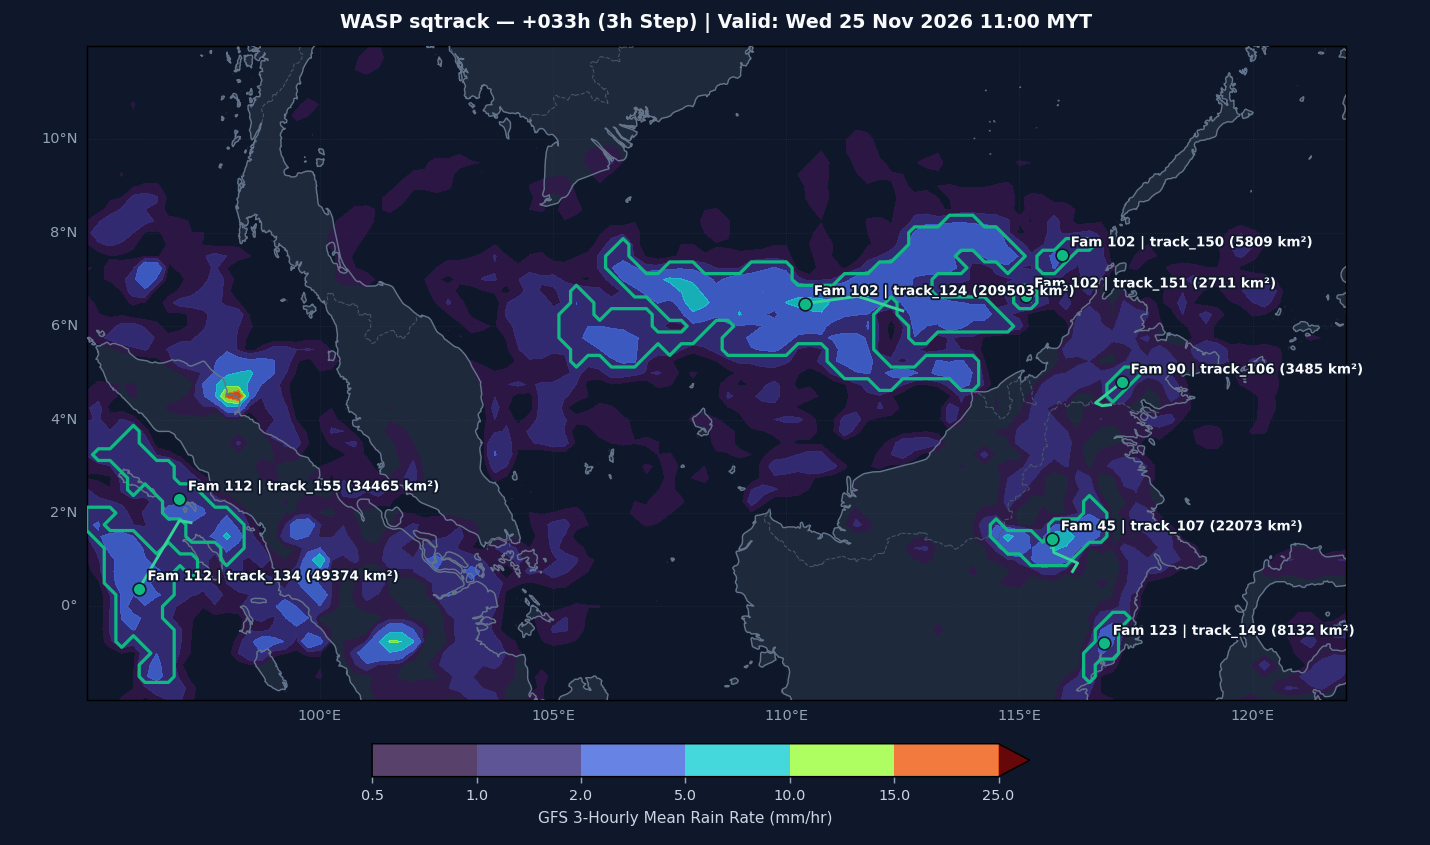 WASP sqtrack — +033h (3h Step) | Valid: Wed 25 Nov 2026 11:00 MYT
10°N
8°N
6°N
4°N
2°N
0°
Fam 102 | track_150 (5809 km²)
Fam 102 | track_151 (2711 km²)
Fam 102 | track_124 (209503 km²)
Fam 90 | track_106 (3485 km²)
Fam 112 | track_155 (34465 km²)
Fam 45 | track_107 (22073 km²)
Fam 112 | track_134 (49374 km²)
Fam 123 | track_149 (8132 km²)
100°E 105°E 110°E 115°E 120°E
0.5 1.0 2.0 5.0 10.0 15.0 25.0
GFS 3-Hourly Mean Rain Rate (mm/hr)